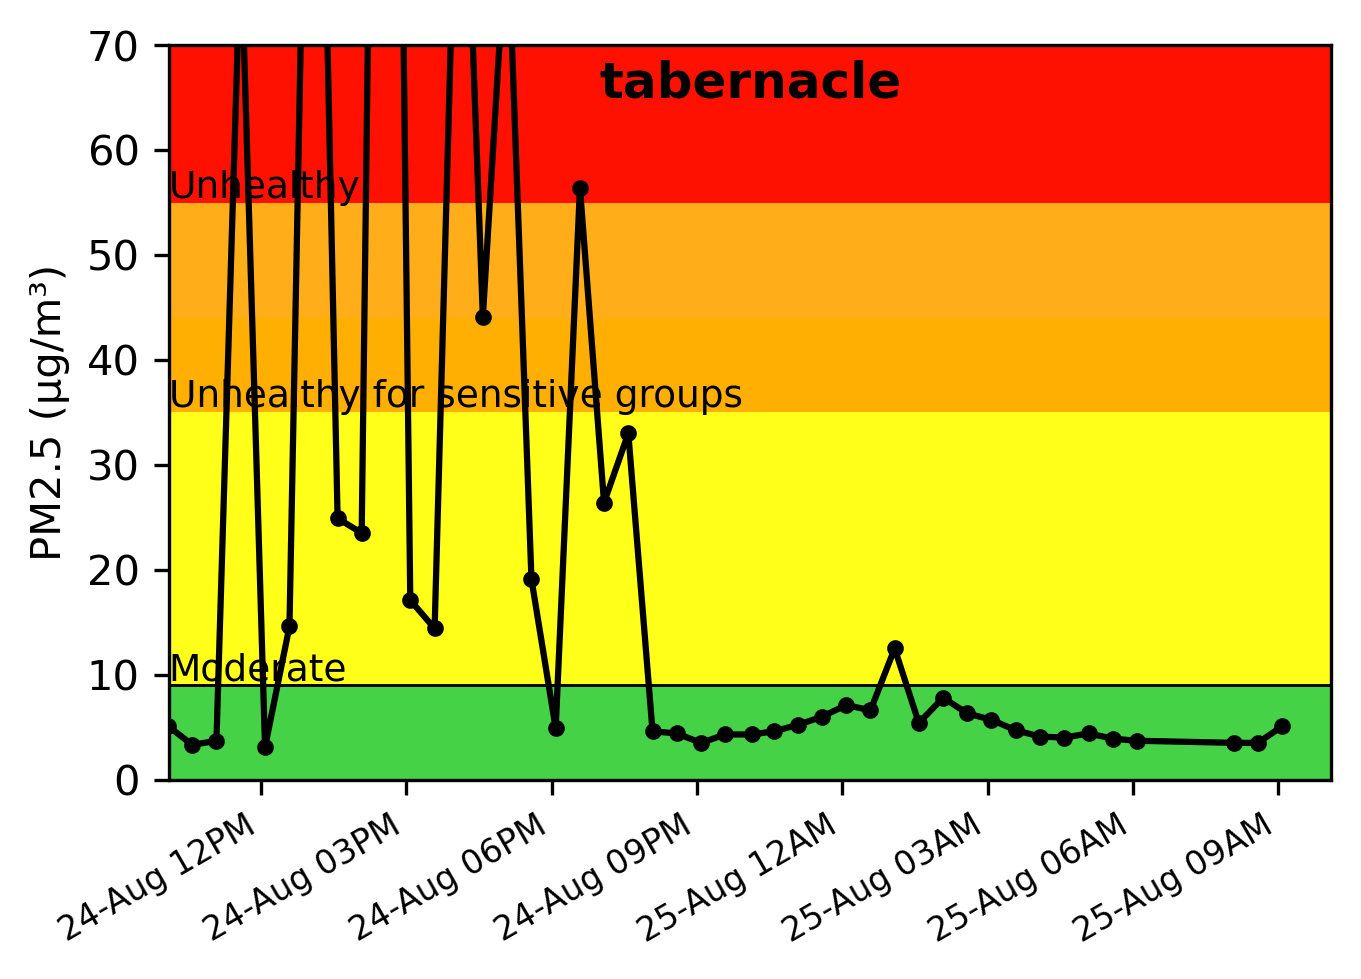 70
tabernacle
60
Unhealthy
50
40
Unhealthy for sensitive groups
30
20
10
Moderate
0
PM2.5 (µg/m³)
24-Aug 12PM
24-Aug 03PM
24-Aug 06PM
24-Aug 09PM
25-Aug 12AM
25-Aug 03AM
25-Aug 06AM
25-Aug 09AM